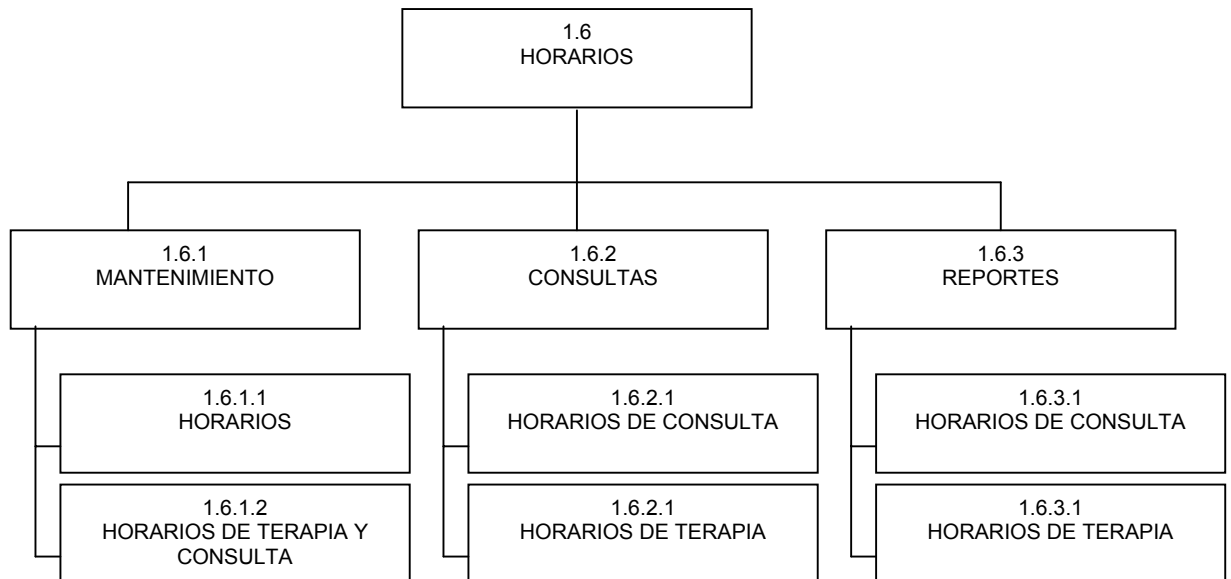 1.6
HORARIOS
1.6.1
MANTENIMIENTO
1.6.2
CONSULTAS
1.6.3
REPORTES
1.6.1.1
HORARIOS
1.6.2.1
HORARIOS DE CONSULTA
1.6.3.1
HORARIOS DE CONSULTA
1.6.1.2
HORARIOS DE TERAPIA Y
CONSULTA
1.6.2.1
HORARIOS DE TERAPIA
1.6.3.1
HORARIOS DE TERAPIA